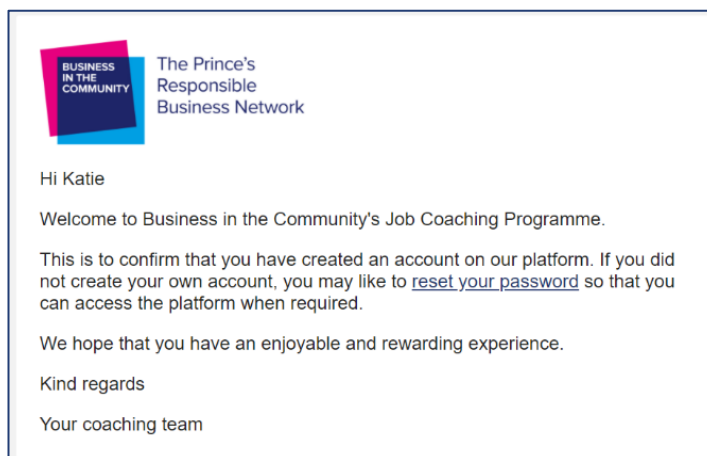 BUSINESS
IN THE
COMMUNITY
The Prince's
Responsible
Business Network
Hi Katie
Welcome to Business in the Community's Job Coaching Programme.
This is to confirm that you have created an account on our platform. If you did
not create your own account, you may like to reset your password so that you
can access the platform when required.
We hope that you have an enjoyable and rewarding experience.
Kind regards
Your coaching team